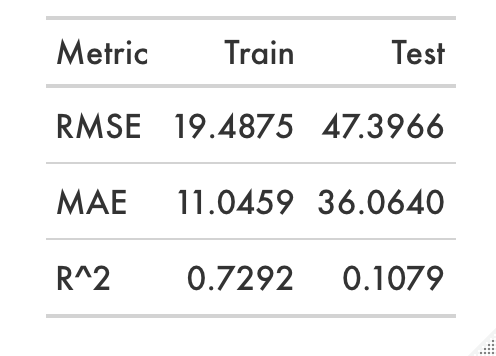 Metric Train Test
RMSE 19.4875 47.3966
MAE 11.0459 36.0640
R^2 0.7292 0.1079